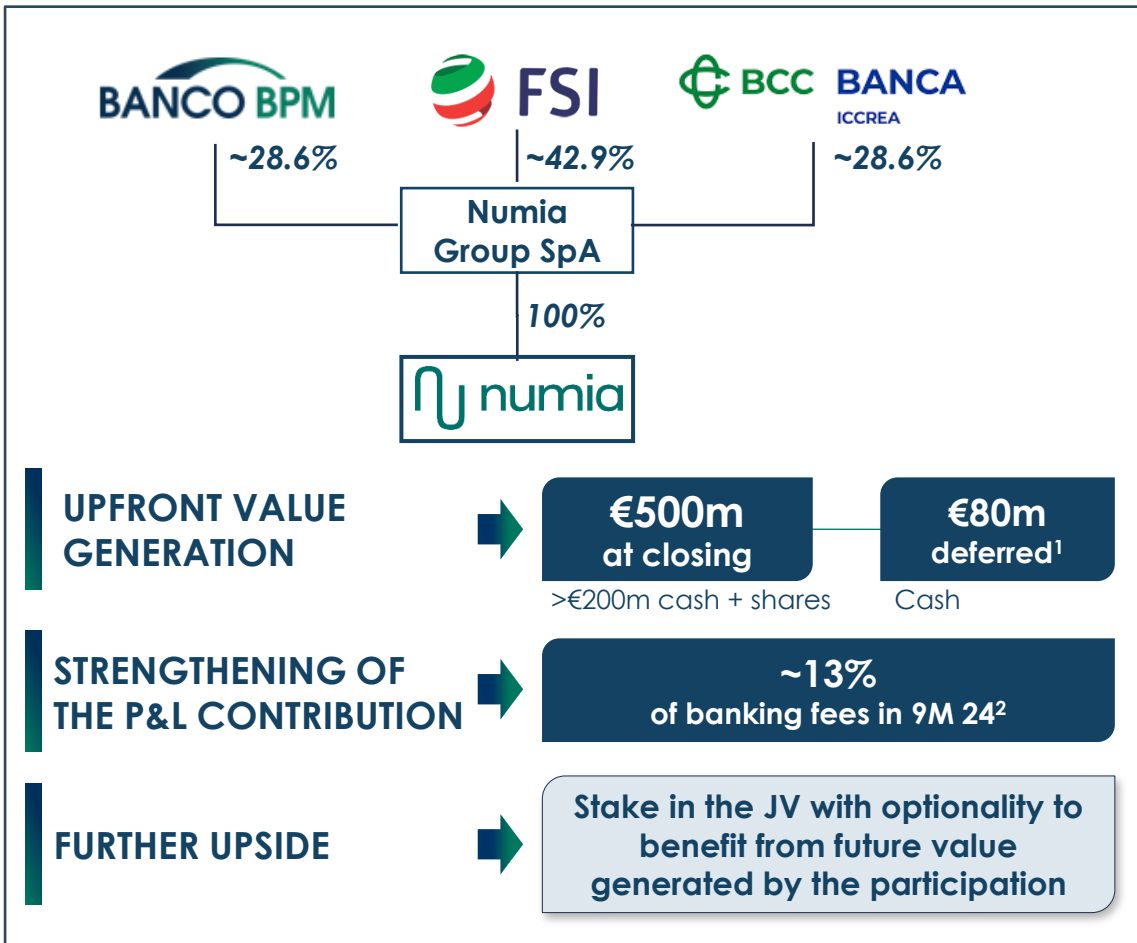 BANCO BPM
FSI
BCC BANCA
ICCREA
~28.6%
~42.9%
~28.6%
Numia
Group SpA
100%
numia
UPFRONT VALUE
GENERATION
€500m
at closing
>€200m cash + shares
€80m
deferred¹
Cash
STRENGTHENING OF
THE P&L CONTRIBUTION
~13%
of banking fees in 9M 24²
FURTHER UPSIDE
Stake in the JV with optionality to
benefit from future value
generated by the participation